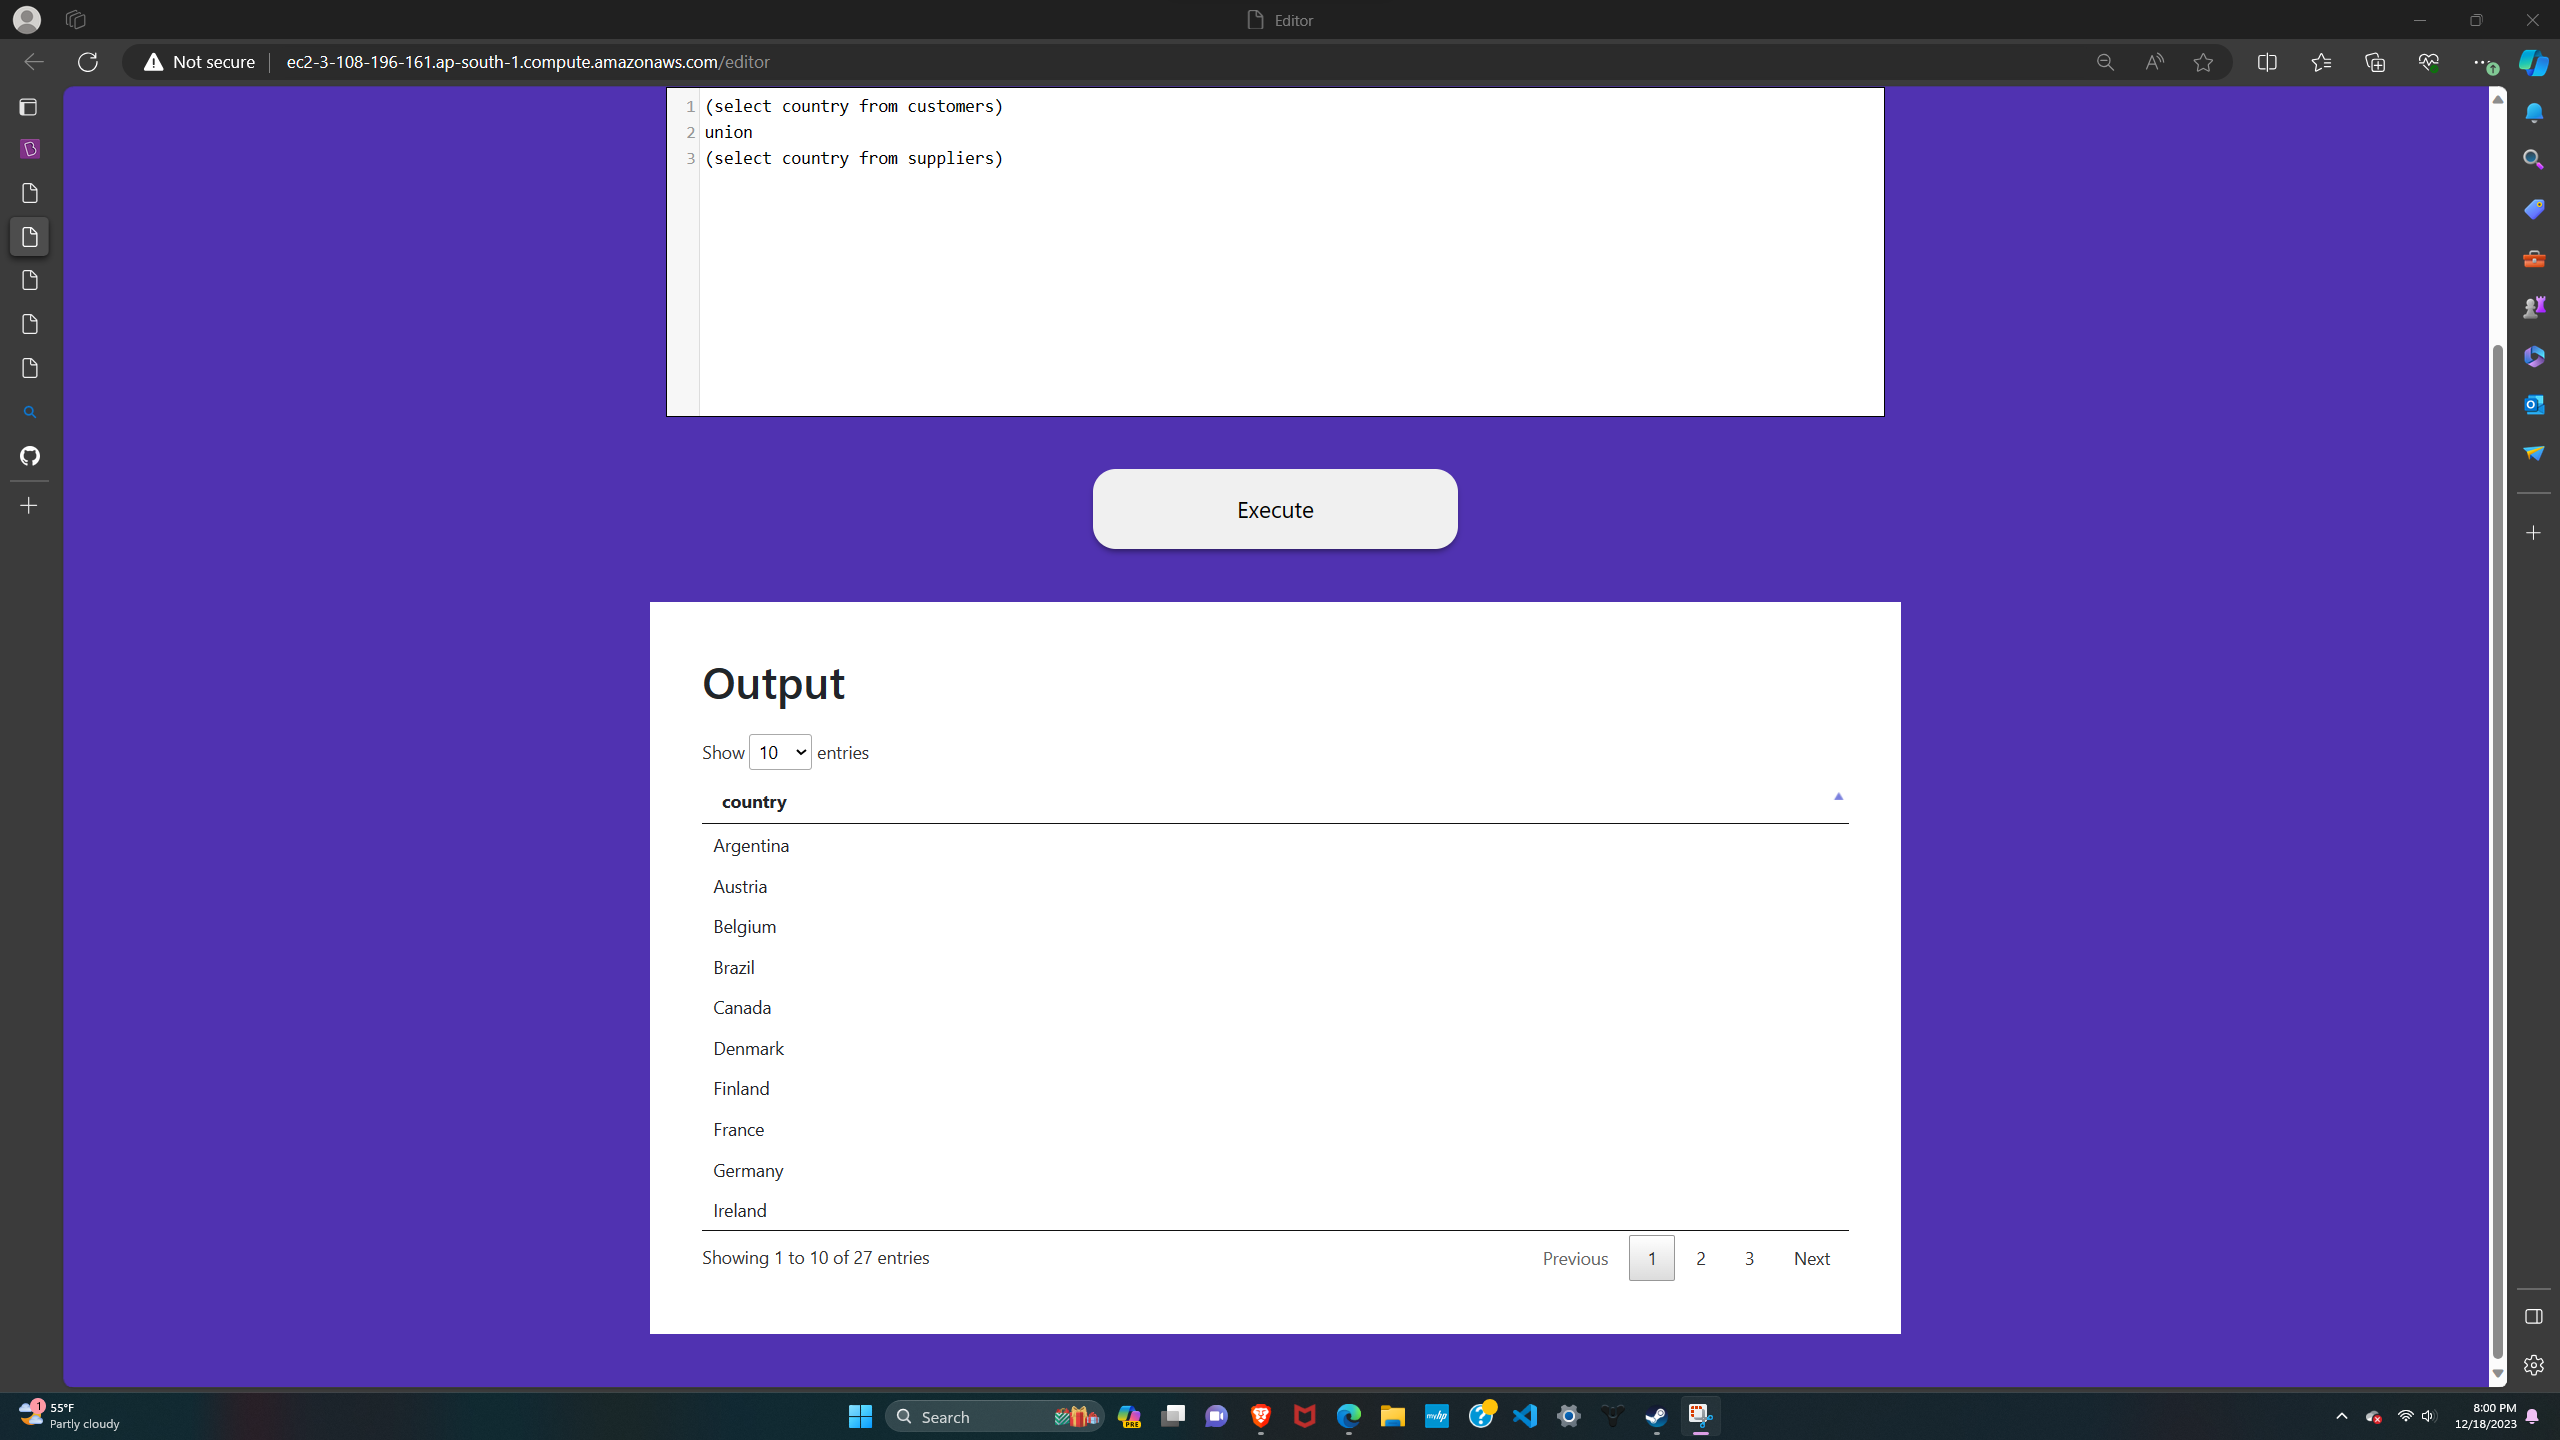 Editor
Not secure
ec2-3-108-196-161.ap-south-1.compute.amazonaws.com/editor
1 (select country from customers)
2 union
3 (select country from suppliers)
Execute
Output
Show 10 entries
country
Argentina
Austria
Belgium
Brazil
Canada
Denmark
Finland
France
Germany
Ireland
Showing 1 to 10 of 27 entries
Previous 1 2 3 Next
1
55°F
Partly cloudy
Search
PRE
myhp
8:00 PM
12/18/2023